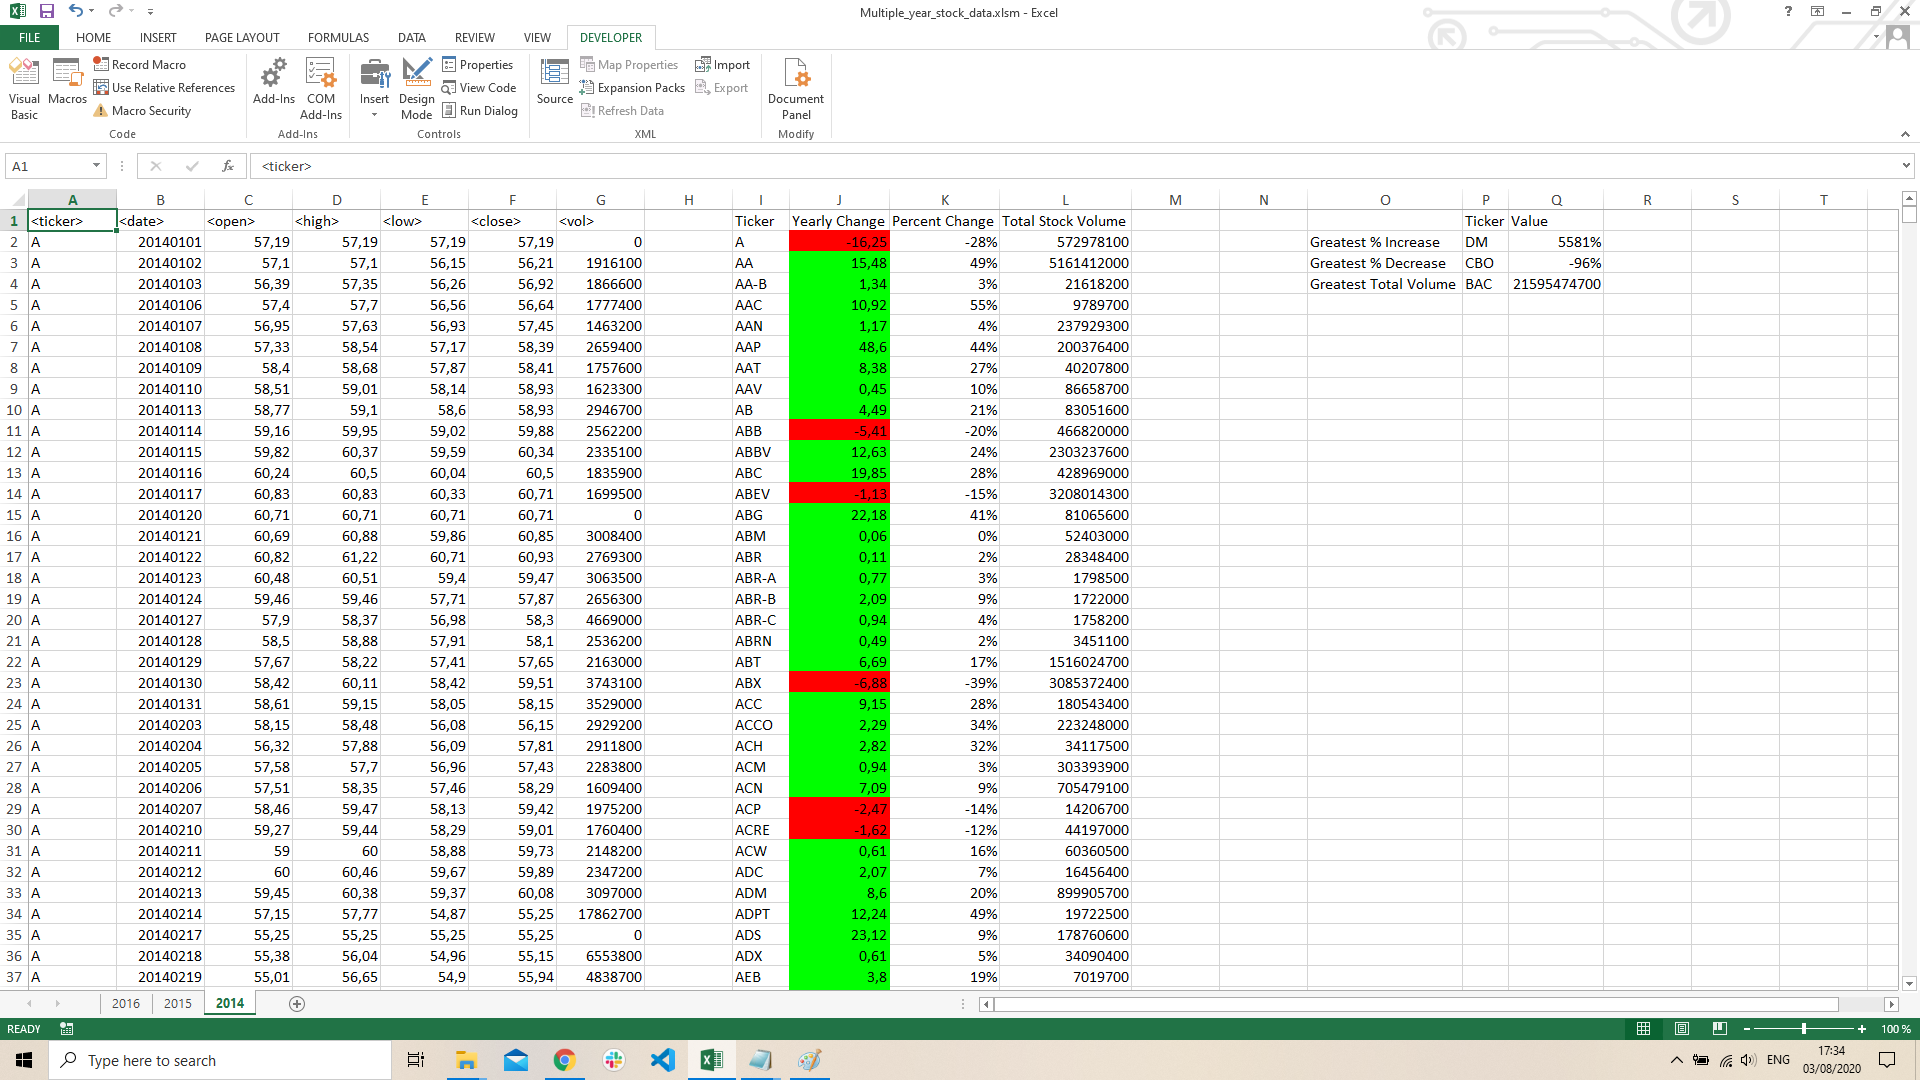 Multiple_year_stock_data.xlsm - Excel
?
FILE HOME INSERT PAGE LAYOUT FORMULAS DATA REVIEW VIEW DEVELOPER
Visual Basic
Macros
Record Macro
Use Relative References
Macro Security
Code
Add-Ins
COM Add-Ins
Add-Ins
Insert
Design Mode
Properties
View Code
Run Dialog
Controls
Source
Map Properties
Expansion Packs
Refresh Data
Import
Export
XML
Document Panel
Modify
A1 fx <ticker>
A B C D E F G H I J K L M N O P Q R S T
1 <ticker> <date> <open> <high> <low> <close> <vol> Ticker Yearly Change Percent Change Total Stock Volume Ticker Value
2 A 20140101 57,19 57,19 57,19 57,19 0 A -16,25 -28% 572978100 Greatest % Increase DM 5581%
3 A 20140102 57,1 57,1 56,15 56,21 1916100 AA 15,48 49% 5161412000 Greatest % Decrease CBO -96%
4 A 20140103 56,39 57,35 56,26 56,92 1866600 AA-B 1,34 3% 21618200 Greatest Total Volume BAC 21595474700
5 A 20140106 57,4 57,7 56,56 56,64 1777400 AAC 10,92 55% 9789700
6 A 20140107 56,95 57,63 56,93 57,45 1463200 AAN 1,17 4% 237929300
7 A 20140108 57,33 58,54 57,17 58,39 2659400 AAP 48,6 44% 200376400
8 A 20140109 58,4 58,68 57,87 58,41 1757600 AAT 8,38 27% 40207800
9 A 20140110 58,51 59,01 58,14 58,93 1623300 AAV 0,45 10% 86658700
10 A 20140113 58,77 59,1 58,6 58,93 2946700 AB 4,49 21% 83051600
11 A 20140114 59,16 59,95 59,02 59,88 2562200 ABB -5,41 -20% 466820000
12 A 20140115 59,82 60,37 59,59 60,34 2335100 ABBV 12,63 24% 2303237600
13 A 20140116 60,24 60,5 60,04 60,5 1835900 ABC 19,85 28% 428969000
14 A 20140117 60,83 60,83 60,33 60,71 1699500 ABEV -1,13 -15% 3208014300
15 A 20140120 60,71 60,71 60,71 60,71 0 ABG 22,18 41% 81065600
16 A 20140121 60,69 60,88 59,86 60,85 3008400 ABM 0,06 0% 52403000
17 A 20140122 60,82 61,22 60,71 60,93 2769300 ABR 0,11 2% 28348400
18 A 20140123 60,48 60,51 59,4 59,47 3063500 ABR-A 0,77 3% 1798500
19 A 20140124 59,46 59,46 57,71 57,87 2656300 ABR-B 2,09 9% 1722000
20 A 20140127 57,9 58,37 56,98 58,3 4669000 ABR-C 0,94 4% 1758200
21 A 20140128 58,5 58,88 57,91 58,1 2536200 ABRN 0,49 2% 3451100
22 A 20140129 57,67 58,22 57,41 57,65 2163000 ABT 6,69 17% 1516024700
23 A 20140130 58,42 60,11 58,42 59,51 3743100 ABX -6,88 -39% 3085372400
24 A 20140131 58,61 59,15 58,05 58,15 3529000 ACC 9,15 28% 180543400
25 A 20140203 58,15 58,48 56,08 56,15 2929200 ACCO 2,29 34% 223248000
26 A 20140204 56,32 57,88 56,09 57,81 2911800 ACH 2,82 32% 34117500
27 A 20140205 57,58 57,7 56,96 57,43 2283800 ACM 0,94 3% 303393900
28 A 20140206 57,51 58,35 57,46 58,29 1609400 ACN 7,09 9% 705479100
29 A 20140207 58,46 59,47 58,13 59,42 1975200 ACP -2,47 -14% 14206700
30 A 20140210 59,27 59,44 58,29 59,01 1760400 ACRE -1,62 -12% 44197000
31 A 20140211 59 60 58,88 59,73 2148200 ACW 0,61 16% 60360500
32 A 20140212 60 60,46 59,67 59,89 2347200 ADC 2,07 7% 16456400
33 A 20140213 59,45 60,38 59,37 60,08 3097000 ADM 8,6 20% 899905700
34 A 20140214 57,15 57,77 54,87 55,25 17862700 ADPT 12,24 49% 19722500
35 A 20140217 55,25 55,25 55,25 55,25 0 ADS 23,12 9% 178760600
36 A 20140218 55,38 56,04 54,96 55,15 6553800 ADX 0,61 5% 34090400
37 A 20140219 55,01 56,65 54,9 55,94 4838700 AEB 3,8 19% 7019700
2016 2015 2014
READY 100 %
Type here to search
ENG
17:34
03/08/2020